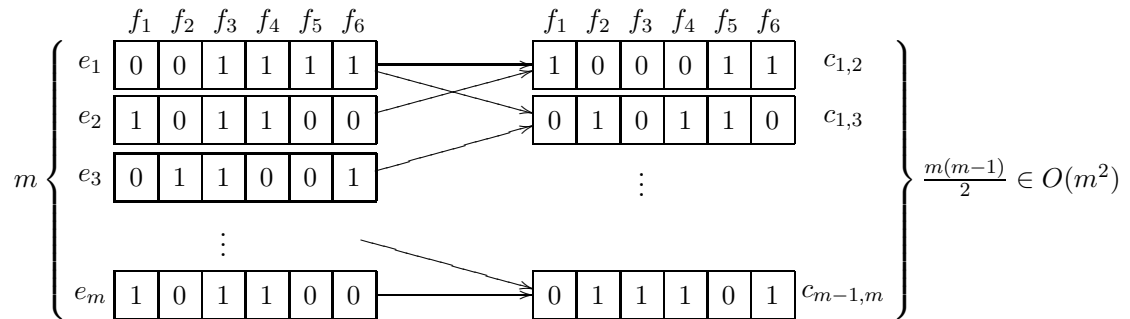 f₁ f₂ f₃ f₄ f₅ f₆ f₁ f₂ f₃ f₄ f₅ f₆
e₁ 0 0 1 1 1 1 1 0 0 0 1 1 c₁,₂
e₂ 1 0 1 1 0 0 0 1 0 1 1 0 c₁,₃
m e₃ 0 1 1 0 0 1 ⋮ m(m−1)/2 ∈ O(m²)
⋮
eₘ 1 0 1 1 0 0 0 1 1 1 0 1 cₘ₋₁,ₘ